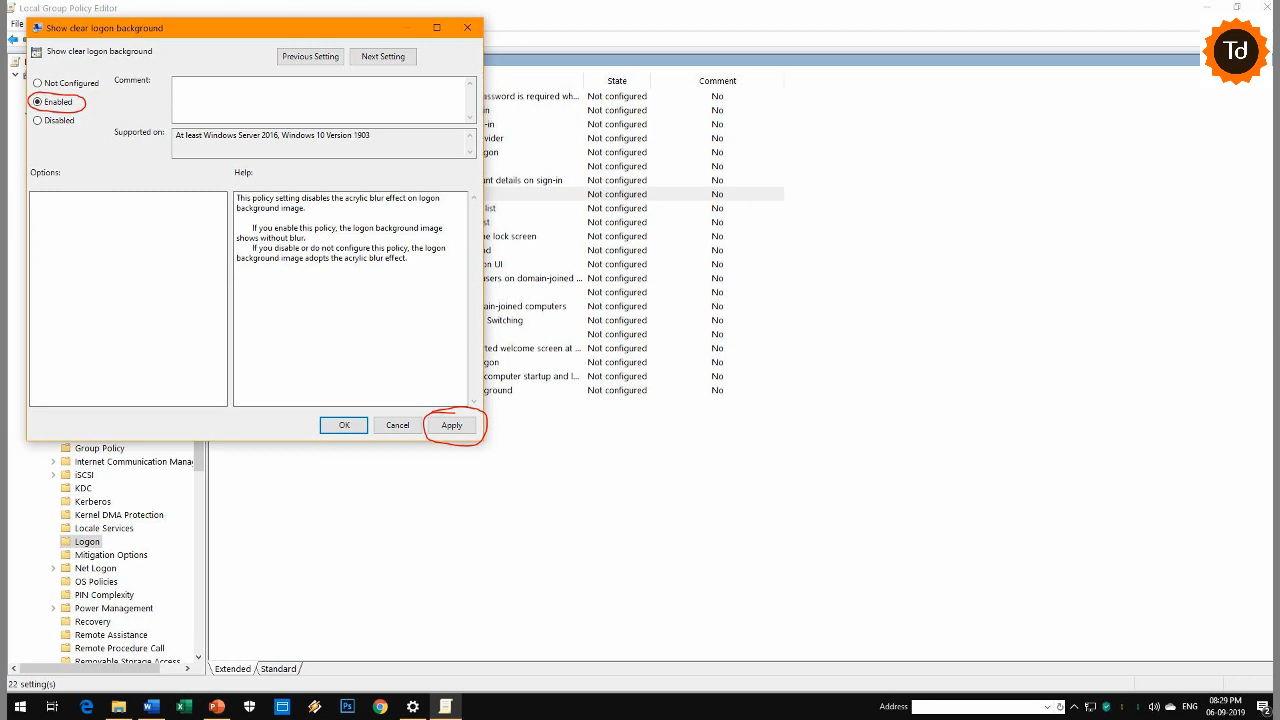 Local Group Policy Editor
File
Td
Show clear logon background
Show clear logon background
Previous Setting
Next Setting
Not Configured
Enabled
Disabled
Comment:
Supported on:
At least Windows Server 2016, Windows 10 Version 1903
Options:
Help:
This policy setting disables the acrylic blur effect on logon
background image.
If you enable this policy, the logon background image
shows without blur.
If you disable or do not configure this policy, the logon
background image adopts the acrylic blur effect.
OK
Cancel
Apply
State
Comment
assword is required wh... Not configured No
in Not configured No
-in Not configured No
vider Not configured No
gon Not configured No
Not configured No
ant details on sign-in Not configured No
Not configured No
list Not configured No
st Not configured No
ne lock screen Not configured No
nd Not configured No
on UI Not configured No
users on domain-joined ... Not configured No
Not configured No
ain-joined computers Not configured No
Switching Not configured No
Not configured No
rted welcome screen at ... Not configured No
gon Not configured No
computer startup and l... Not configured No
ground Not configured No
Group Policy
Internet Communication Mana
iSCSI
KDC
Kerberos
Kernel DMA Protection
Locale Services
Logon
Mitigation Options
Net Logon
OS Policies
PIN Complexity
Power Management
Recovery
Remote Assistance
Remote Procedure Call
Removable Storage Access
Extended
Standard
22 setting(s)
Address
08:29 PM
06-09-2019
2